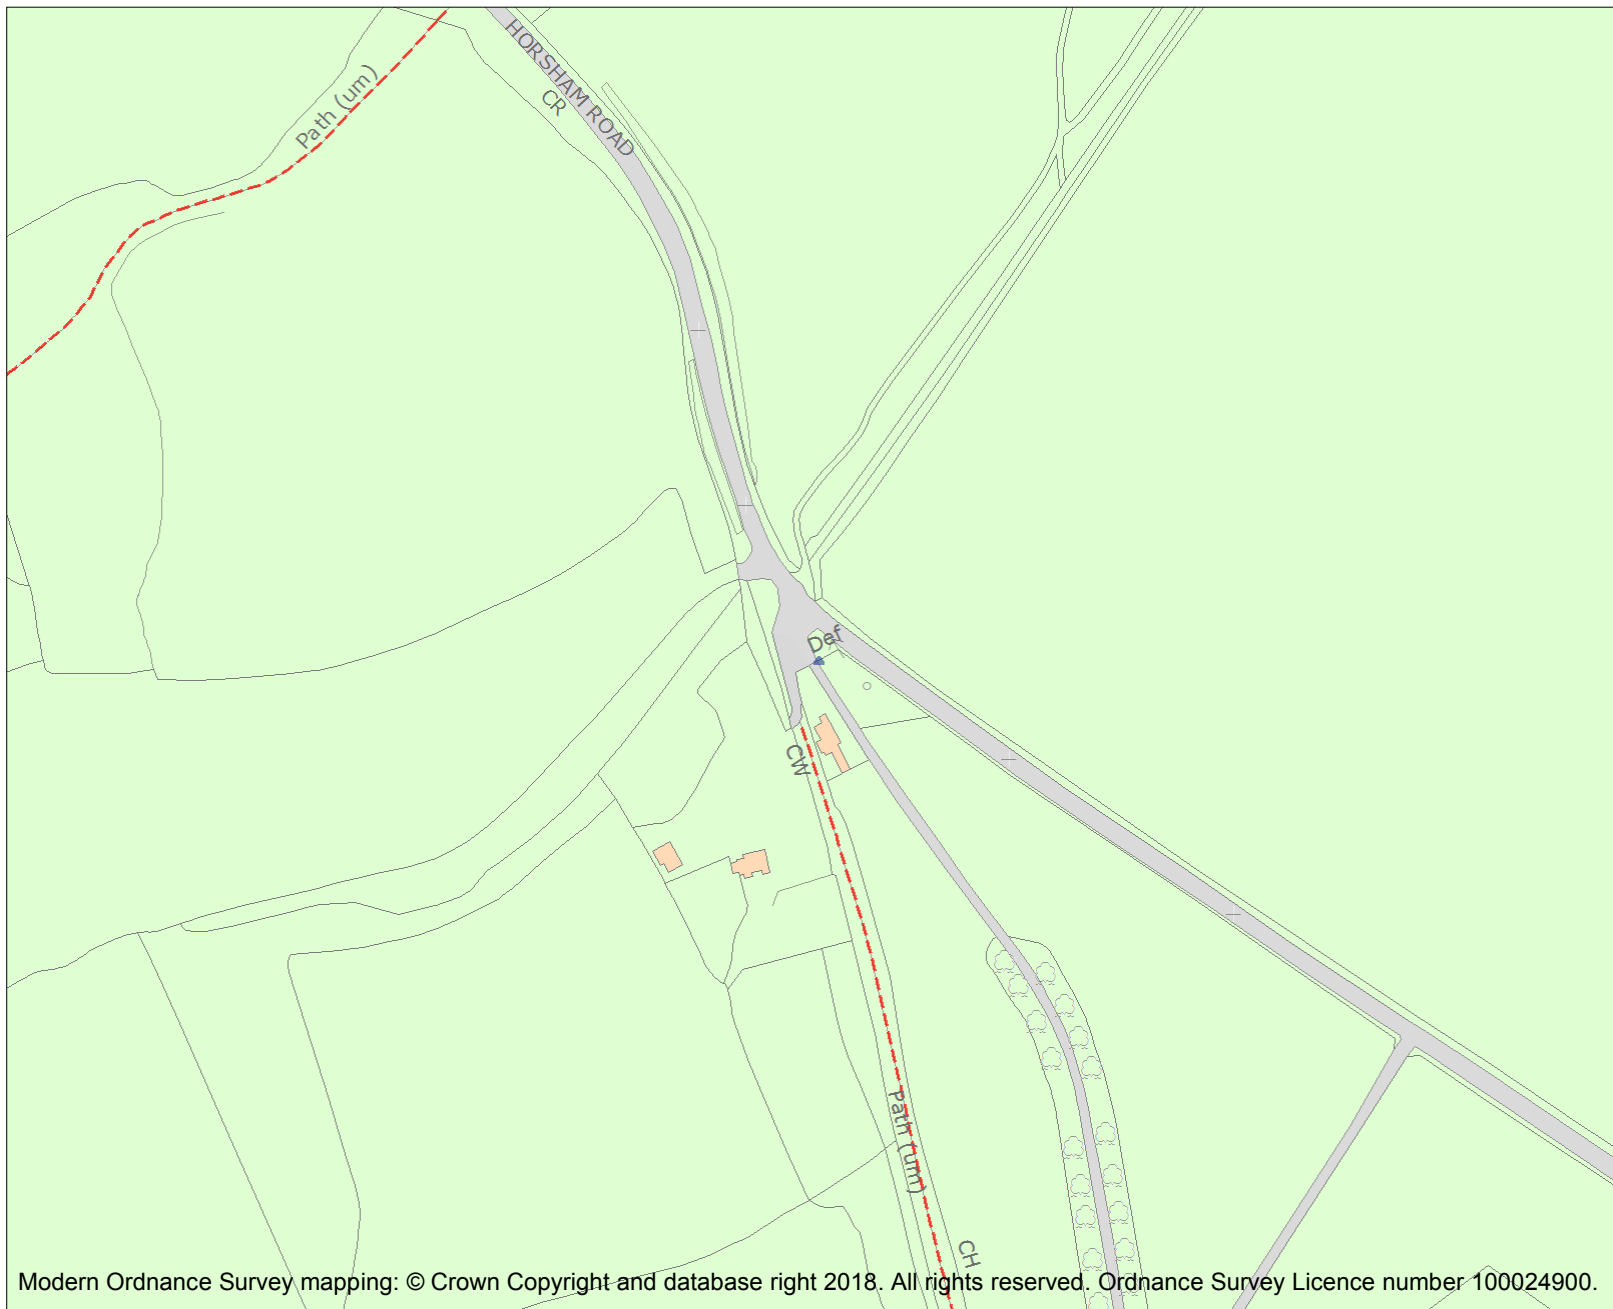 HORSHAM ROAD
CR
Path (um)
Def
CW
Path (um)
CH
Modern Ordnance Survey mapping: © Crown Copyright and database right 2018. All rights reserved. Ordnance Survey Licence number 100024900.